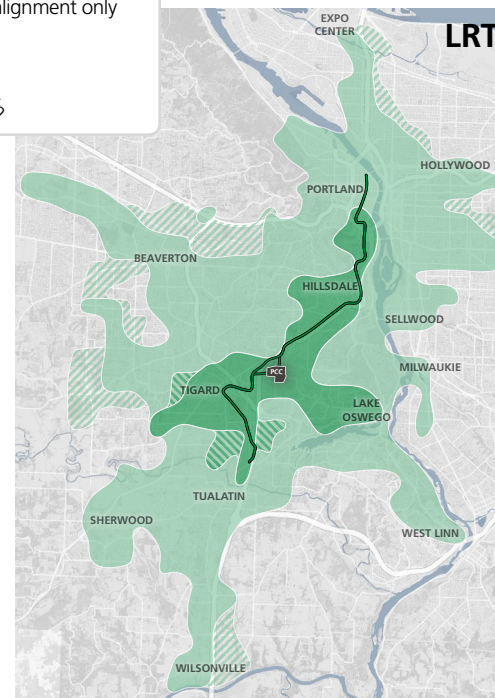 alignment only
EXPO
CENTER
LRT
HOLLYWOOD
PORTLAND
BEAVERTON
HILLSDALE
SELLWOOD
MILWAUKIE
PCC
TIGARD
LAKE
OSWEGO
TUALATIN
SHERWOOD
WEST LINN
WILSONVILLE